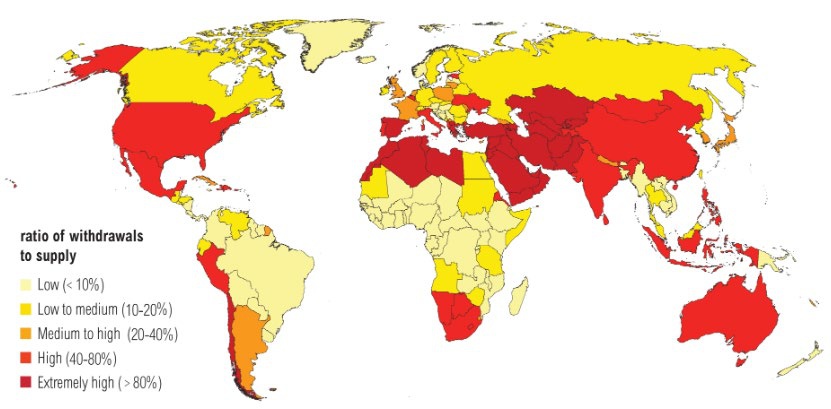 ratio of withdrawals
to supply
Low (< 10%)
Low to medium (10-20%)
Medium to high (20-40%)
High (40-80%)
Extremely high (> 80%)